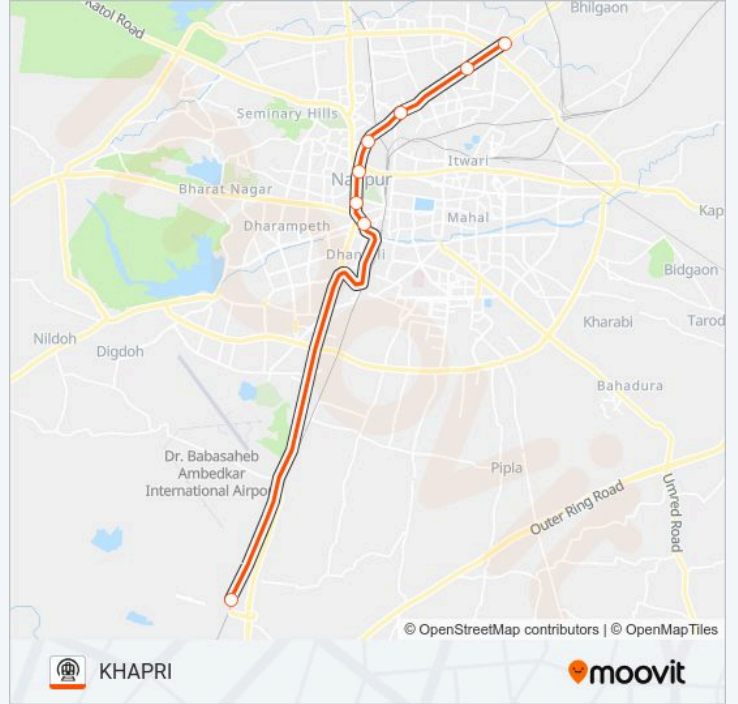 Katol Road
Bhilgaon
Seminary Hills
Itwari
Nagpur
Bharat Nagar
Mahal
Kap
Dharampeth
Dhantoli
Bidgaon
Nildoh
Digdoh
Kharabi
Tarod
Bahadura
Dr. Babasaheb
Ambedkar
International Airpor
Pipla
Outer Ring Road
Umred Road
© OpenStreetMap contributors | © OpenMapTiles
KHAPRI
moovit